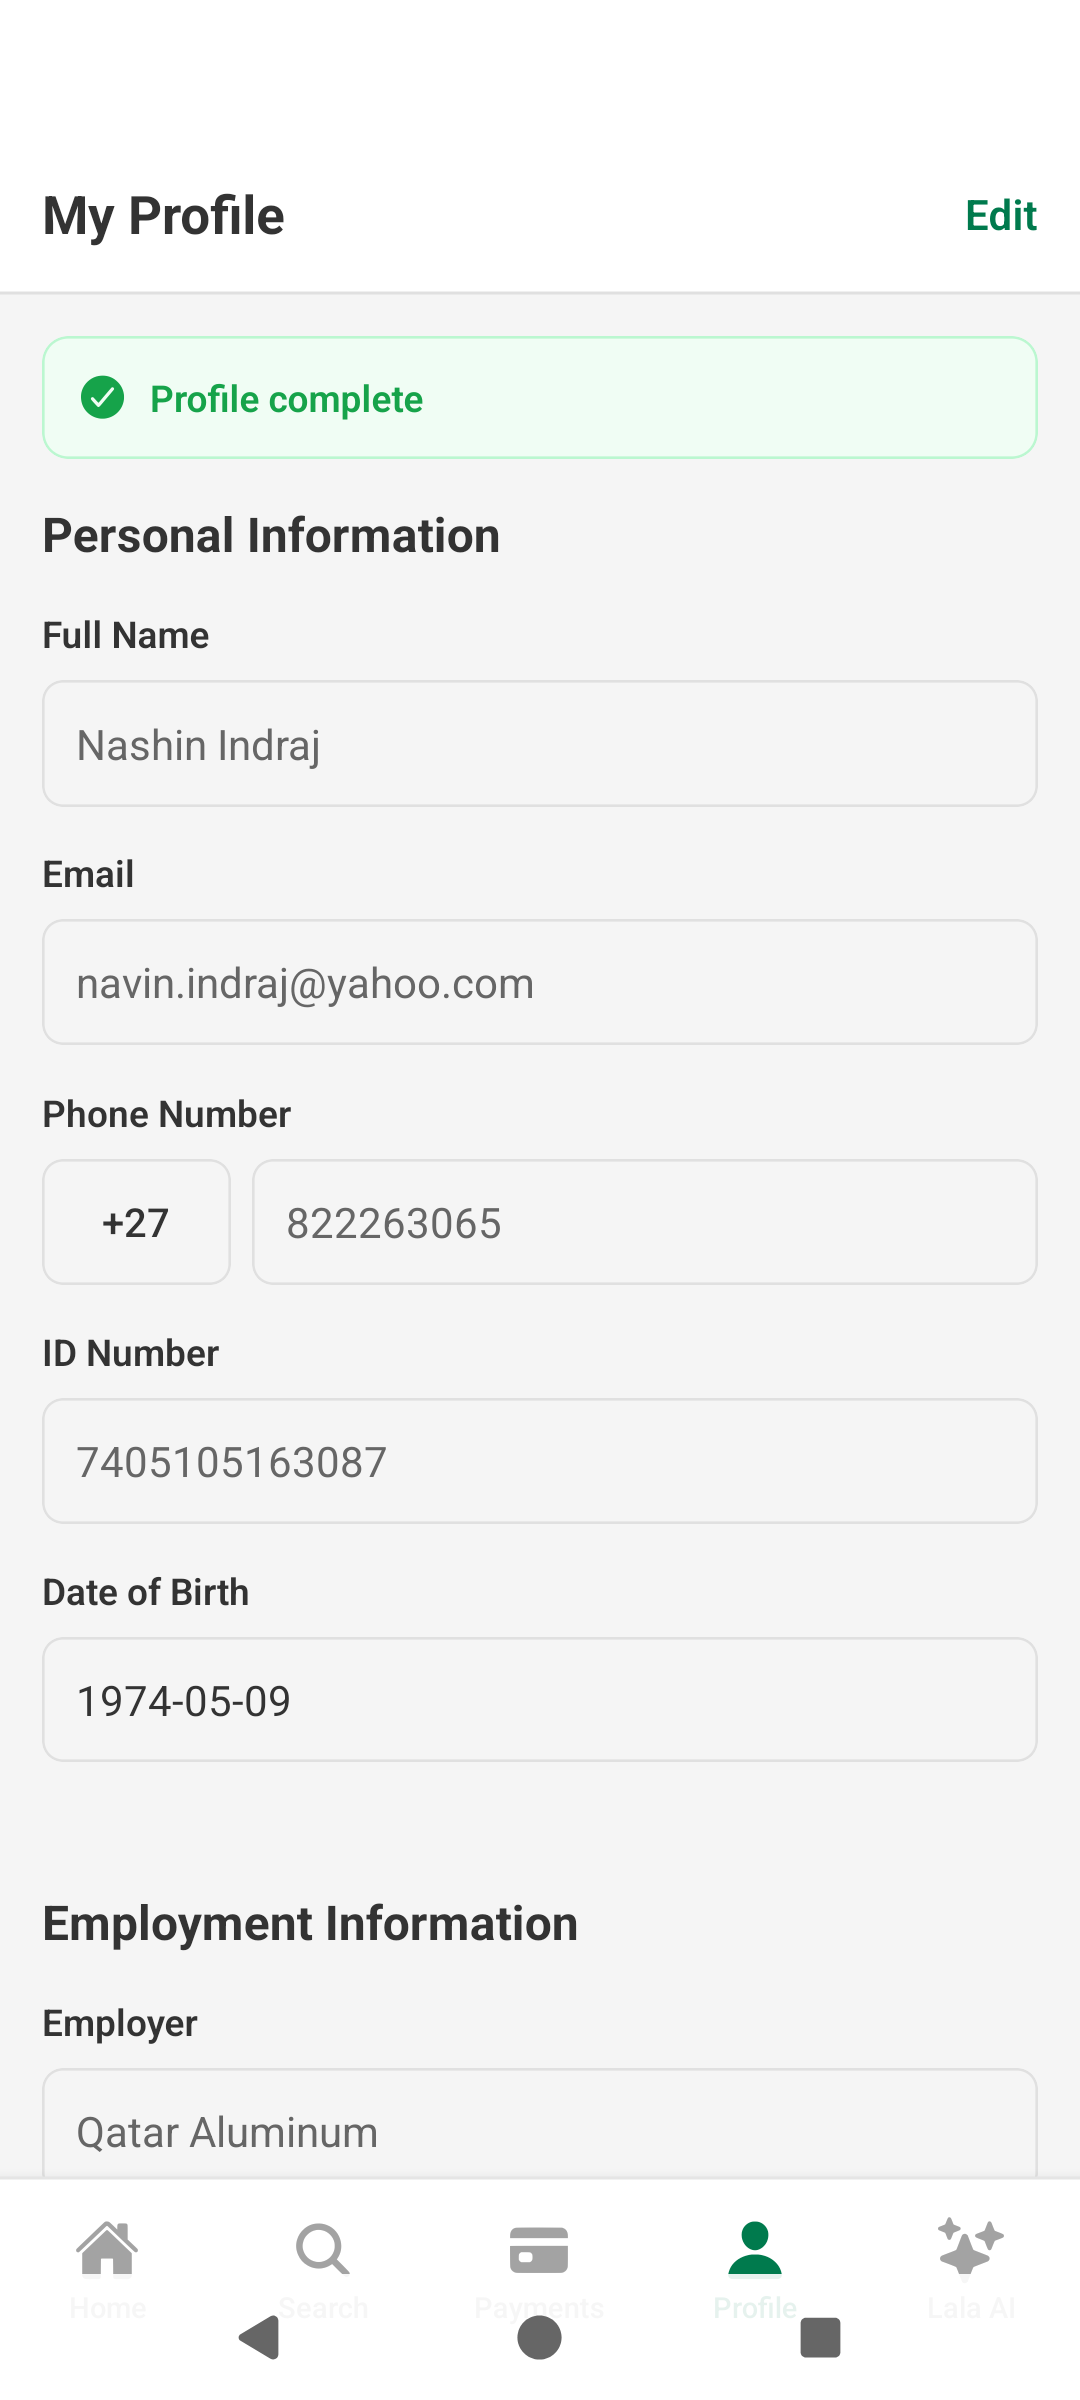 My Profile
Edit
Profile complete
Personal Information
Full Name
Nashin Indraj
Email
navin.indraj@yahoo.com
Phone Number
+27
822263065
ID Number
7405105163087
Date of Birth
1974-05-09
Employment Information
Employer
Qatar Aluminum
Home
Search
Payments
Profile
Lala AI